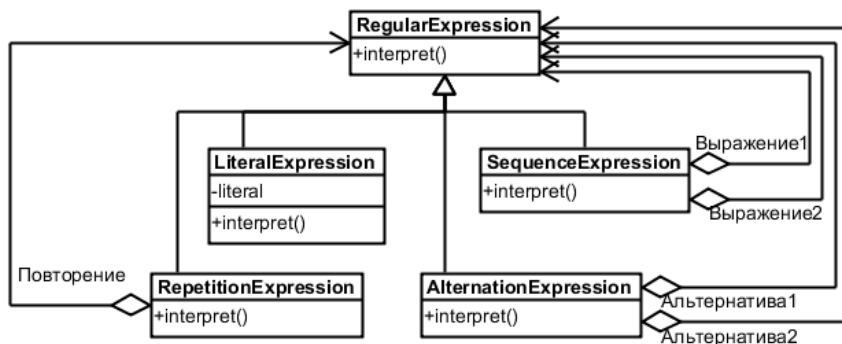 RegularExpression
+interpret()
Выражение1
LiteralExpression
-literal
+interpret()
SequenceExpression
+interpret()
Выражение2
Повторение
RepetitionExpression
+interpret()
AlternationExpression
+interpret()
Альтернатива1
Альтернатива2